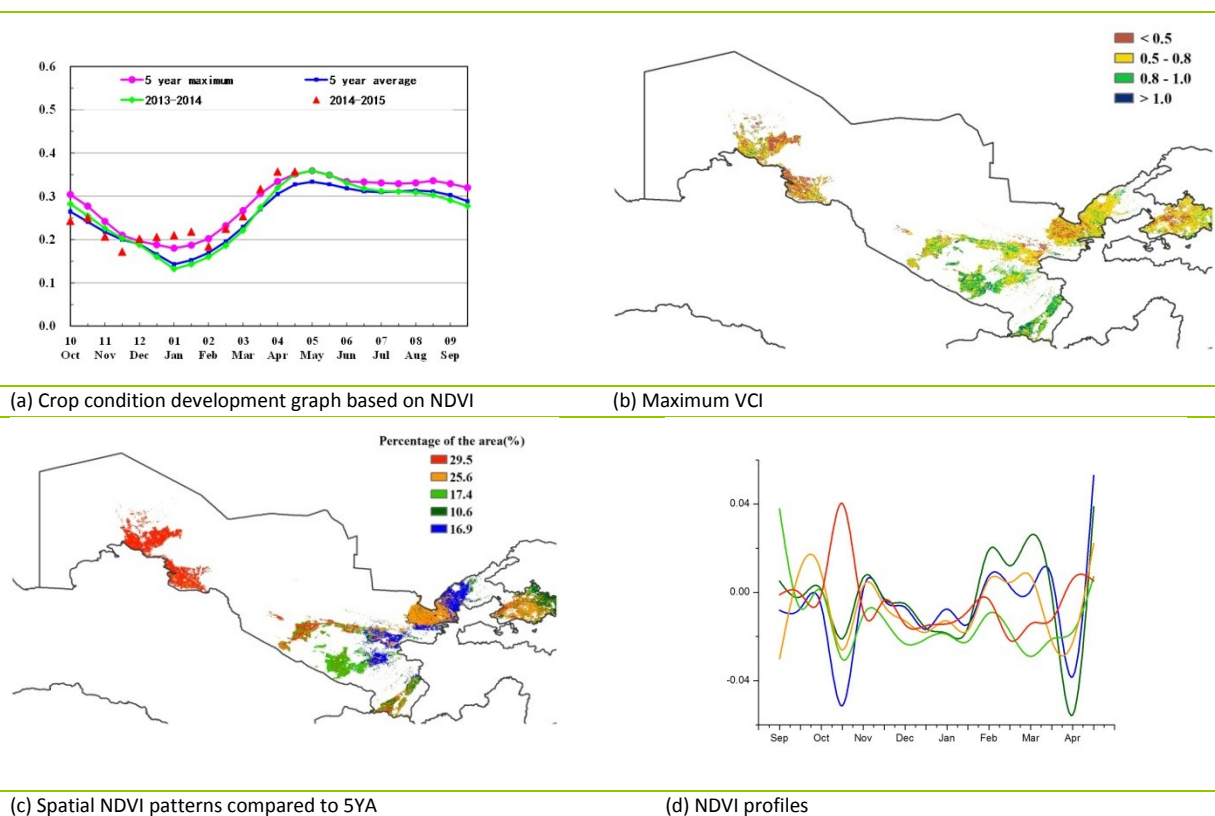 0.6
0.5
0.4
0.3
0.2
0.1
0.0
5 year maximum
5 year average
2013-2014
2014-2015
10 11 12 01 02 03 04 05 06 07 08 09
Oct Nov Dec Jan Feb Mar Apr May Jun Jul Aug Sep
< 0.5
0.5 - 0.8
0.8 - 1.0
> 1.0
(a) Crop condition development graph based on NDVI
(b) Maximum VCI
Percentage of the area(%)
29.5
25.6
17.4
10.6
16.9
0.04
0.00
-0.04
Sep Oct Nov Dec Jan Feb Mar Apr
(c) Spatial NDVI patterns compared to 5YA
(d) NDVI profiles